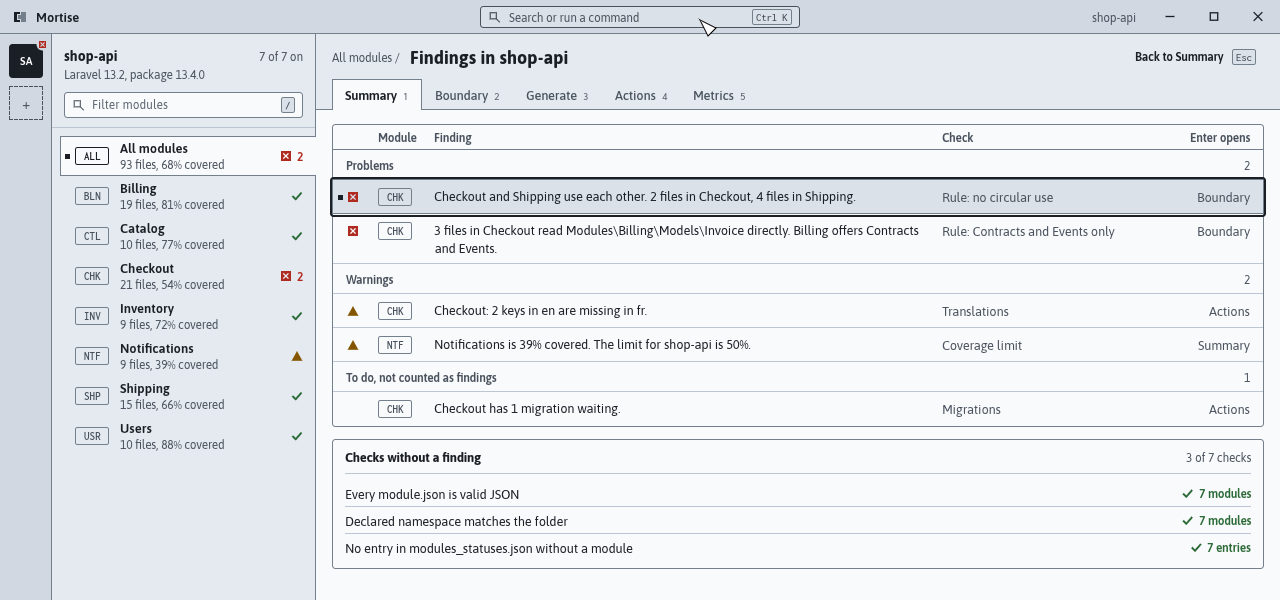 Mortise
Search or run a command
Ctrl K
shop-api
SA
+
shop-api
7 of 7 on
Laravel 13.2, package 13.4.0
Filter modules
/
ALL
All modules
93 files, 68% covered
2
BLN
Billing
19 files, 81% covered
CTL
Catalog
10 files, 77% covered
CHK
Checkout
21 files, 54% covered
2
INV
Inventory
9 files, 72% covered
NTF
Notifications
9 files, 39% covered
SHP
Shipping
15 files, 66% covered
USR
Users
10 files, 88% covered
All modules /
Findings in shop-api
Back to Summary
Esc
Summary 1
Boundary 2
Generate 3
Actions 4
Metrics 5
Module
Finding
Check
Enter opens
Problems
2
CHK
Checkout and Shipping use each other. 2 files in Checkout, 4 files in Shipping.
Rule: no circular use
Boundary
CHK
3 files in Checkout read Modules\Billing\Models\Invoice directly. Billing offers Contracts
and Events.
Rule: Contracts and Events only
Boundary
Warnings
2
CHK
Checkout: 2 keys in en are missing in fr.
Translations
Actions
NTF
Notifications is 39% covered. The limit for shop-api is 50%.
Coverage limit
Summary
To do, not counted as findings
1
CHK
Checkout has 1 migration waiting.
Migrations
Actions
Checks without a finding
3 of 7 checks
Every module.json is valid JSON
7 modules
Declared namespace matches the folder
7 modules
No entry in modules_statuses.json without a module
7 entries